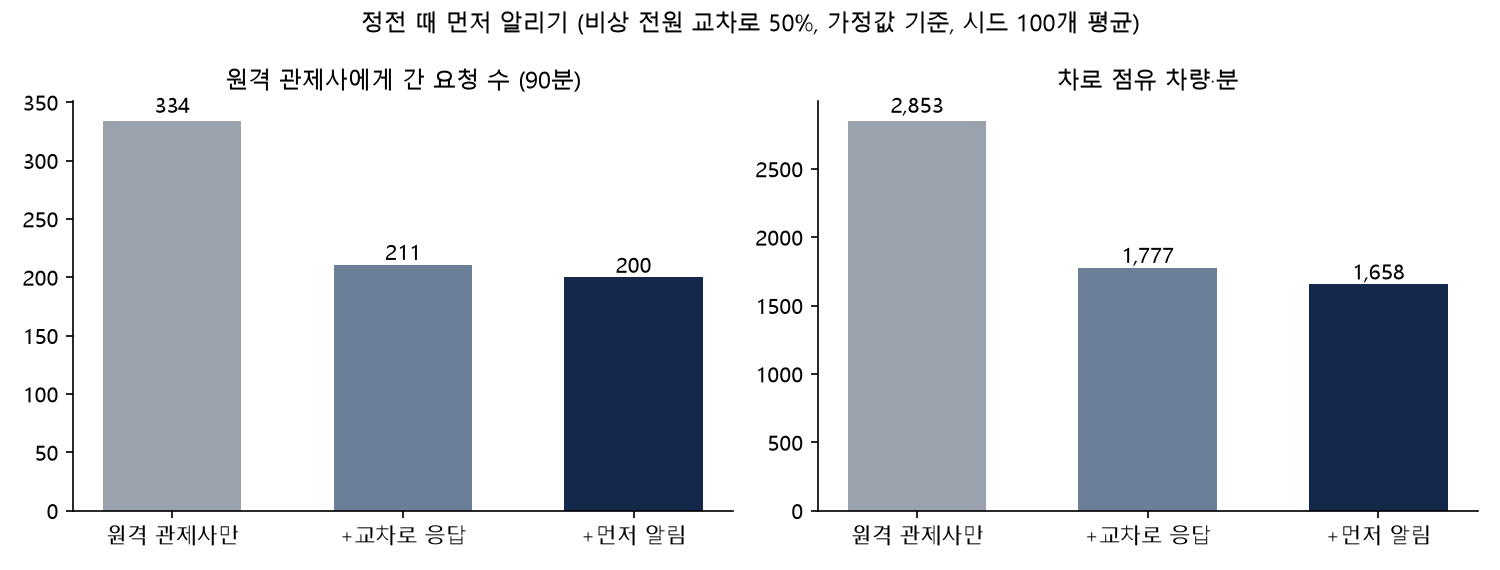 정전 때 먼저 알리기 (비상 전원 교차로 50%, 가정값 기준, 시드 100개 평균)
원격 관제사에게 간 요청 수 (90분)
350
300
250
200
150
100
50
0
334
211
200
원격 관제사만
+교차로 응답
+먼저 알림
차로 점유 차량·분
2500
2000
1500
1000
500
0
2,853
1,777
1,658
원격 관제사만
+교차로 응답
+먼저 알림